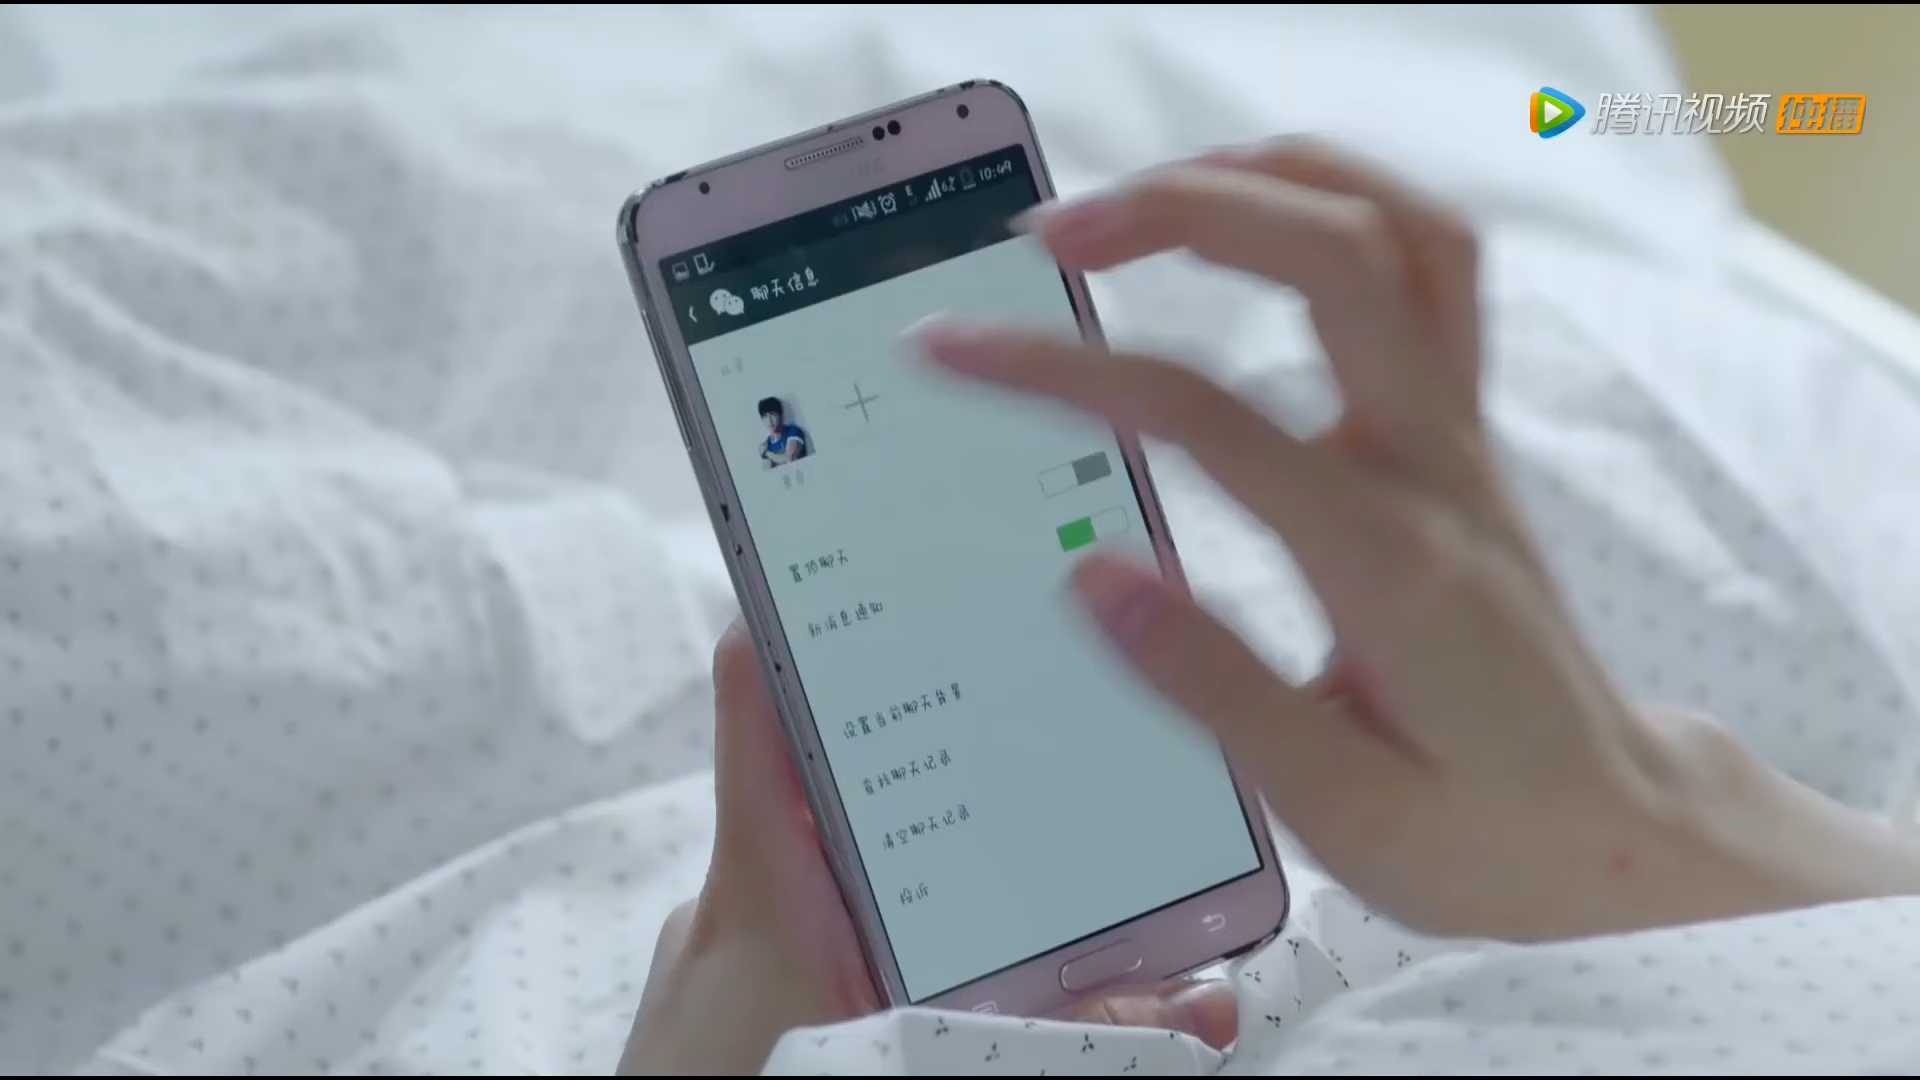 腾讯视频 独播
10:49
聊天信息
置顶聊天
新消息通知
设置当前聊天背景
查找聊天记录
清空聊天记录
投诉